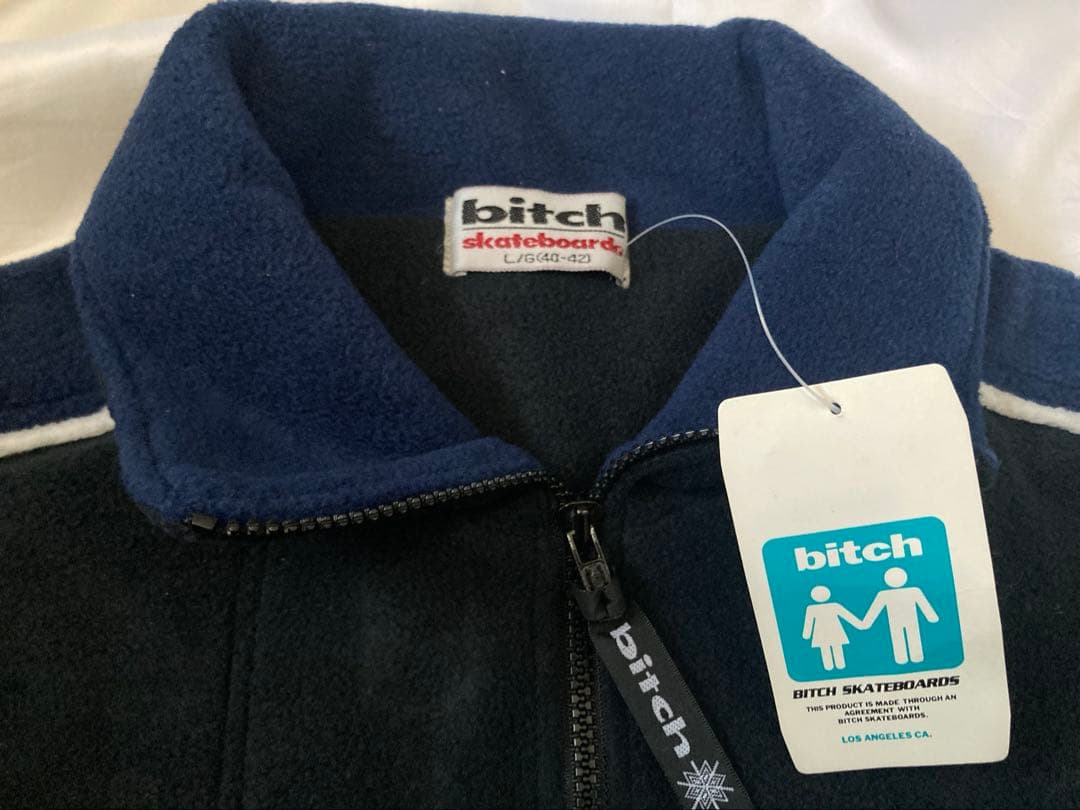 bitch
skateboards
L/G(40-42)
bitch
BITCH SKATEBOARDS
THIS PRODUCT IS MADE THROUGH AN
AGREEMENT WITH
BITCH SKATEBOARDS.
LOS ANGELES CA.
bitch